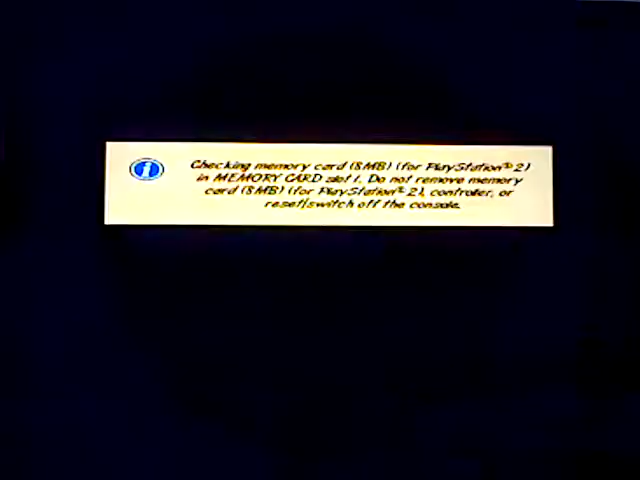 Checking memory card (8MB) (for PlayStation® 2)
in MEMORY CARD slot 1. Do not remove memory
card (8MB) (for PlayStation® 2), controller, or
reset/switch off the console.